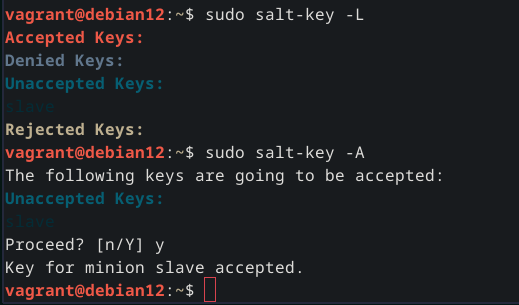 vagrant@debian12:~$ sudo salt-key -L
Accepted Keys:
Denied Keys:
Unaccepted Keys:
slave
Rejected Keys:
vagrant@debian12:~$ sudo salt-key -A
The following keys are going to be accepted:
Unaccepted Keys:
slave
Proceed? [n/Y] y
Key for minion slave accepted.
vagrant@debian12:~$